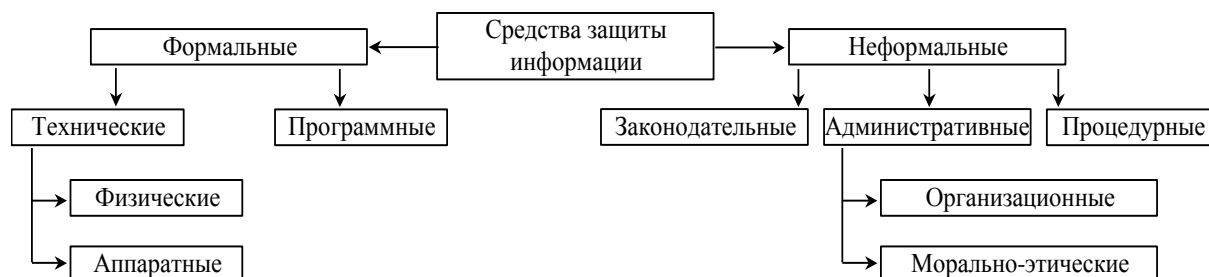 Средства защиты
информации
Формальные
Неформальные
Технические
Программные
Законодательные
Административные
Процедурные
Физические
Организационные
Аппаратные
Морально-этические